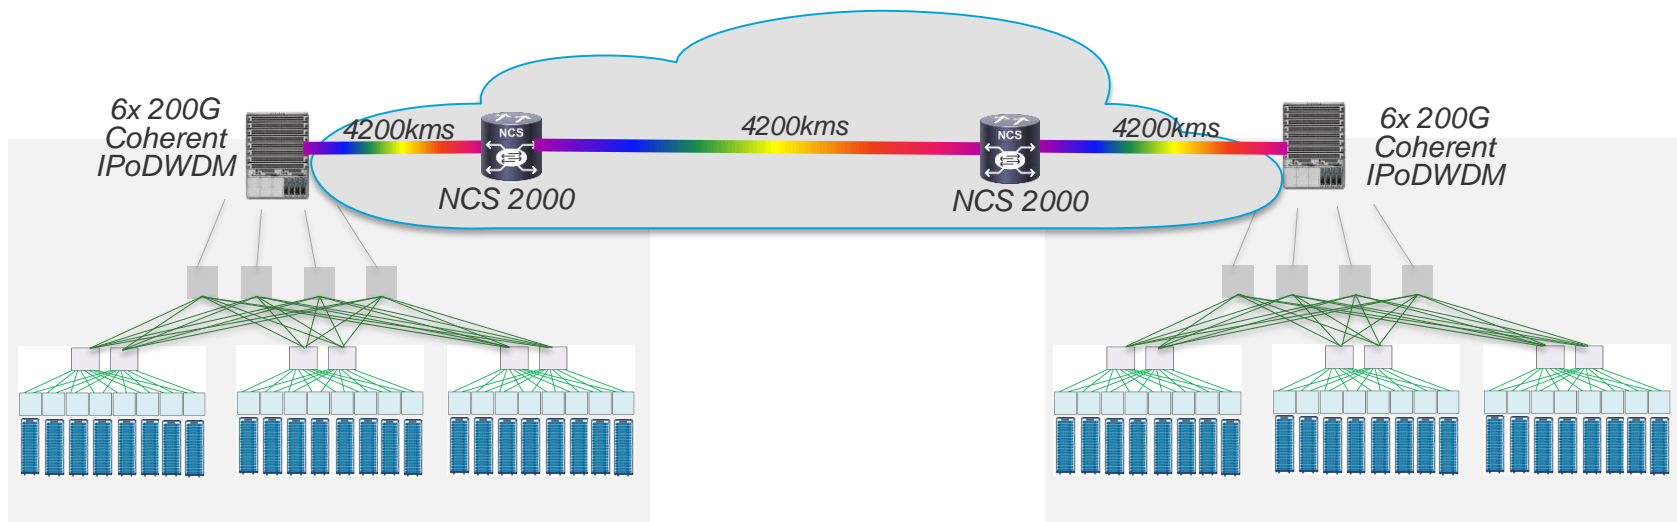 6x 200G
Coherent
IPoDWDM
4200kms
NCS
NCS 2000
4200kms
NCS
NCS 2000
4200kms
6x 200G
Coherent
IPoDWDM